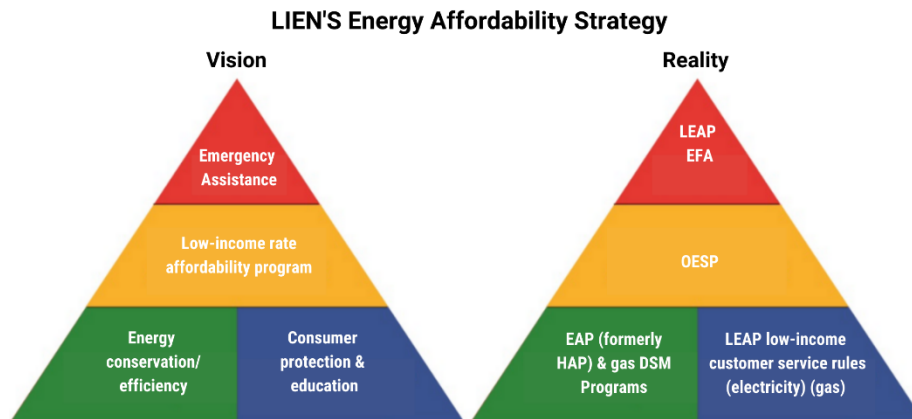 LIEN'S Energy Affordability Strategy
Vision
Emergency
Assistance
Low-income rate
affordability program
Energy
conservation/
efficiency)
Consumer
protection &
education
Reality
LEAP
EFA
OESP
EAP (formerly
HAP) & gas DSM
Programs
LEAP low-income
customer service rules
(electricity) (gas)